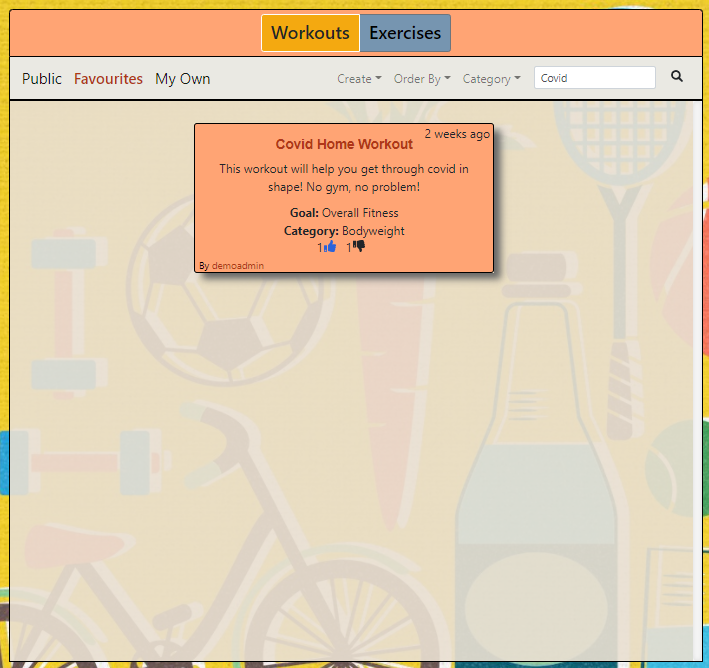 Workouts Exercises
Public Favourites My Own Create Order By Category Covid
2 weeks ago
Covid Home Workout
This workout will help you get through covid in
shape! No gym, no problem!
Goal: Overall Fitness
Category: Bodyweight
1 1
By demoadmin